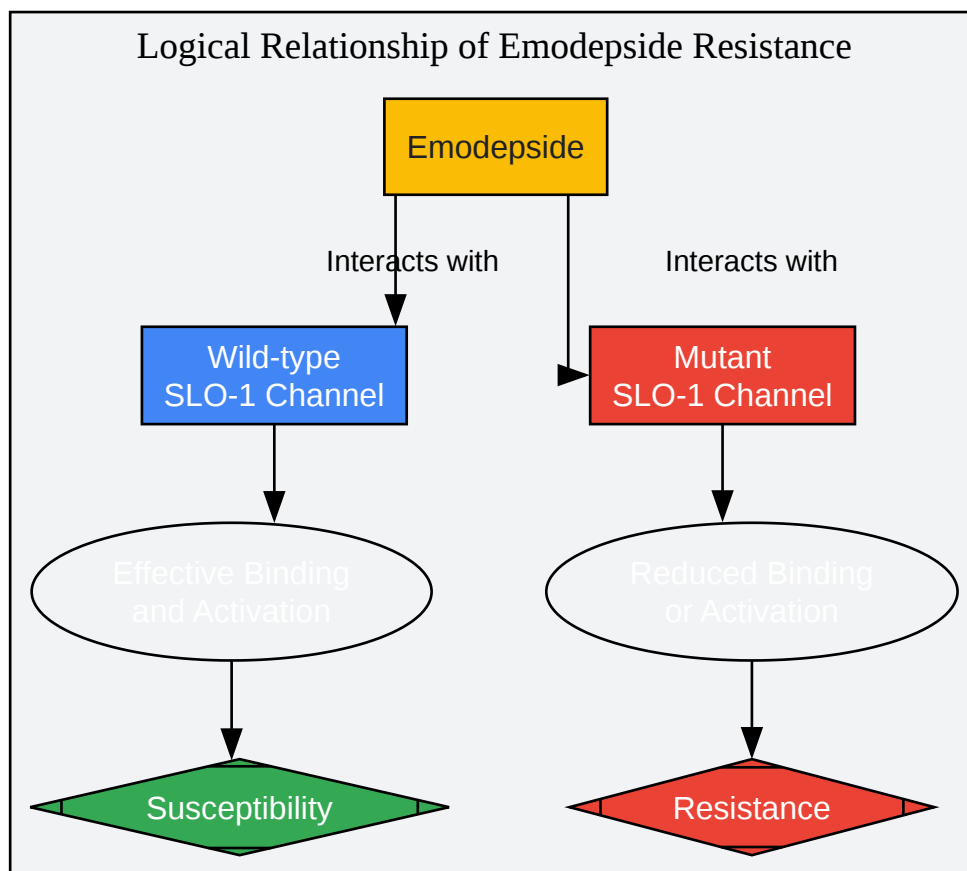 Logical Relationship of Emodepside Resistance
Emodepside
Interacts with
Interacts with
Wild-type
SLO-1 Channel
Mutant
SLO-1 Channel
Effective Binding
and Activation
Reduced Binding
or Activation
Susceptibility
Resistance